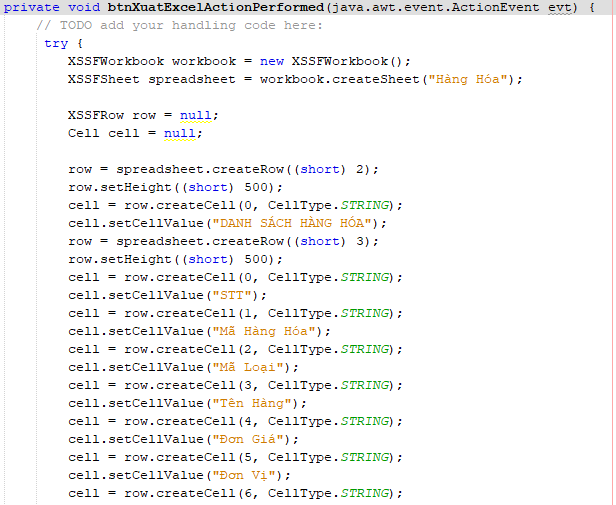 private void btnXuatExcelActionPerformed(java.awt.event.ActionEvent evt) {
// TODO add your handling code here:
try {
XSSFWorkbook workbook = new XSSFWorkbook();
XSSFSheet spreadsheet = workbook.createSheet("Hàng Hóa");
XSSFRow row = null;
Cell cell = null;
row = spreadsheet.createRow((short) 2);
row.setHeight((short) 500);
cell = row.createCell(0, CellType.STRING);
cell.setCellValue("DANH SÁCH HÀNG HÓA");
row = spreadsheet.createRow((short) 3);
row.setHeight((short) 500);
cell = row.createCell(0, CellType.STRING);
cell.setCellValue("STT");
cell = row.createCell(1, CellType.STRING);
cell.setCellValue("Mã Hàng Hóa");
cell = row.createCell(2, CellType.STRING);
cell.setCellValue("Mã Loại");
cell = row.createCell(3, CellType.STRING);
cell.setCellValue("Tên Hàng");
cell = row.createCell(4, CellType.STRING);
cell.setCellValue("Đơn Giá");
cell = row.createCell(5, CellType.STRING);
cell.setCellValue("Đơn Vị");
cell = row.createCell(6, CellType.STRING);